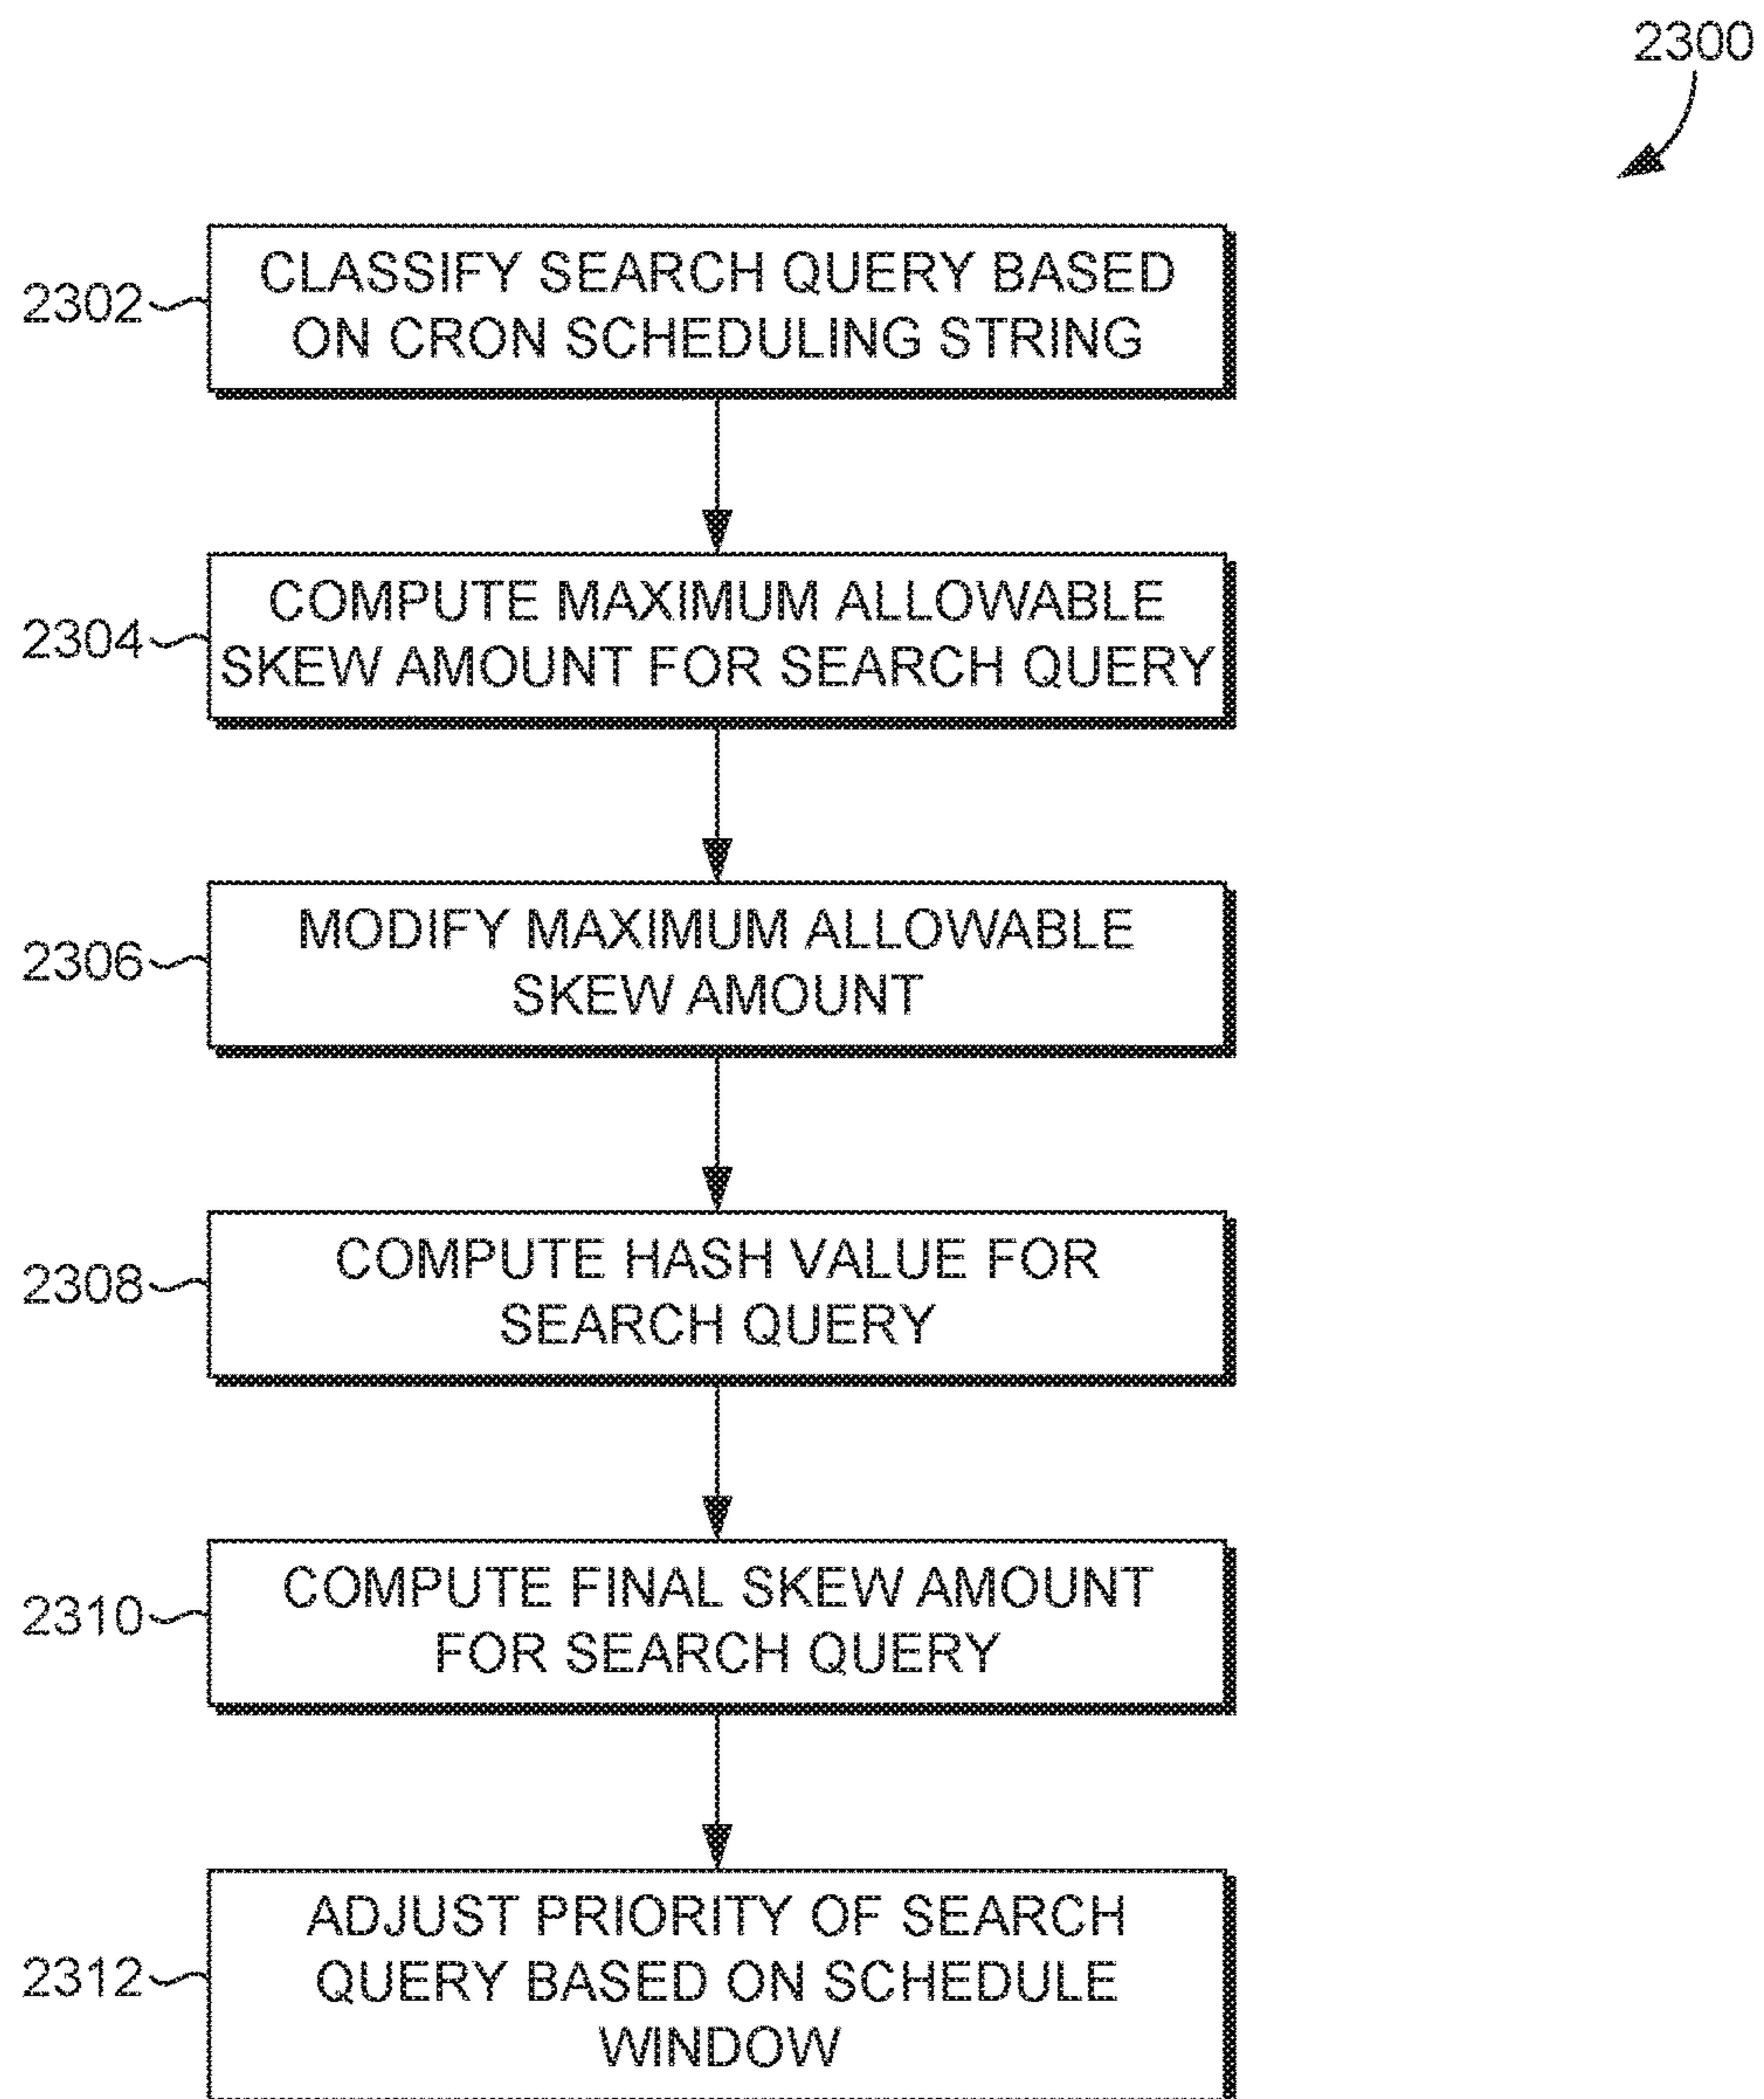 2300
2302
CLASSIFY SEARCH QUERY BASED
ON CRON SCHEDULING STRING
2304
COMPUTE MAXIMUM ALLOWABLE
SKEW AMOUNT FOR SEARCH QUERY
2306
MODIFY MAXIMUM ALLOWABLE
SKEW AMOUNT
2308
COMPUTE HASH VALUE FOR
SEARCH QUERY
2310
COMPUTE FINAL SKEW AMOUNT
FOR SEARCH QUERY
2312
ADJUST PRIORITY OF SEARCH
QUERY BASED ON SCHEDULE
WINDOW